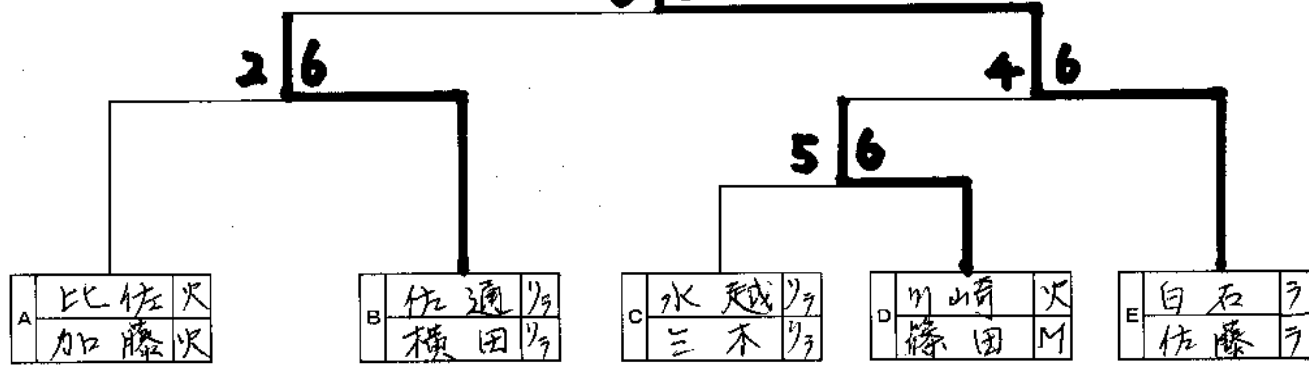 2 6
4 6
5 6
A 比佐 火
加藤 火
B 佐通 リラ
横田 リラ
C 水越 リラ
三木 リラ
D 川崎 火
篠田 M
E 白石 ラ
佐藤 ラ